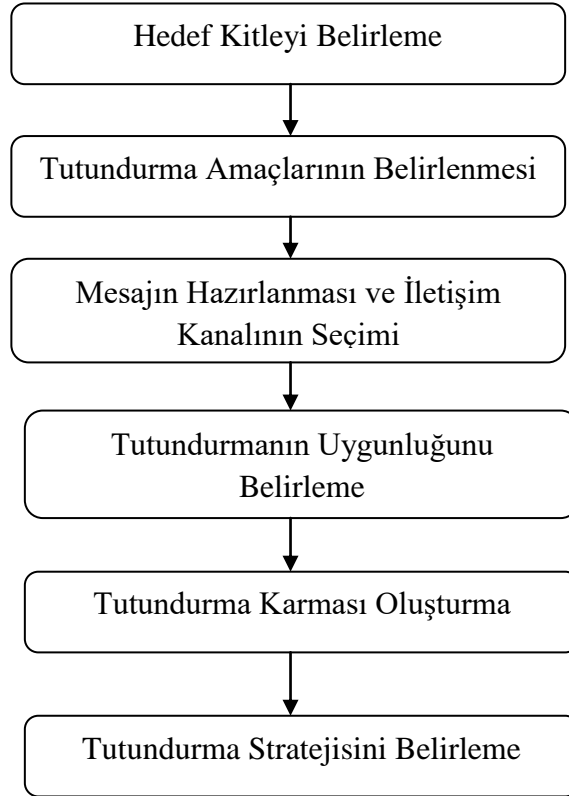 Hedef Kitleyi Belirleme
Tutundurma Amaçlarının Belirlenmesi
Mesajın Hazırlanması ve İletişim
Kanalının Seçimi
Tutundurmanın Uygunluğunu
Belirleme
Tutundurma Karması Oluşturma
Tutundurma Stratejisini Belirleme